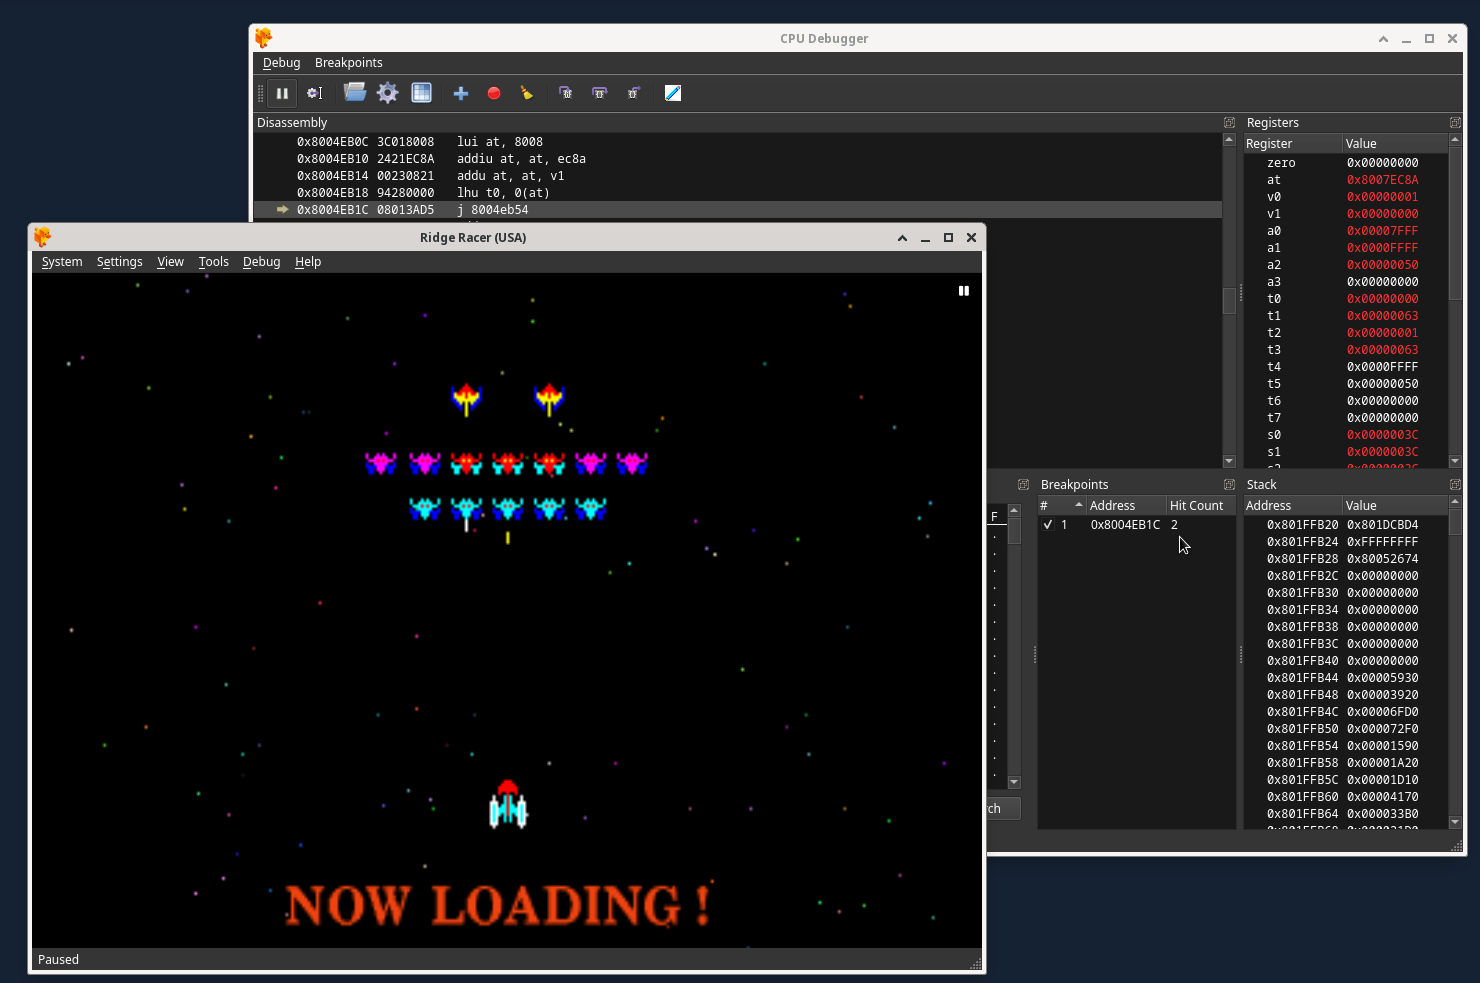 CPU Debugger
Debug Breakpoints
Disassembly
0x8004EB0C 3C018008 lui at, 8008
0x8004EB10 2421EC8A addiu at, at, ec8a
0x8004EB14 00230821 addu at, at, v1
0x8004EB18 94280000 lhu t0, 0(at)
0x8004EB1C 08013AD5 j 8004eb54
Registers
Register Value
zero 0x00000000
at 0x8007EC8A
v0 0x00000001
v1 0x00000000
a0 0x00007FFF
a1 0x0000FFFF
a2 0x00000050
a3 0x00000000
t0 0x00000000
t1 0x00000063
t2 0x00000001
t3 0x00000063
t4 0x0000FFFF
t5 0x00000050
t6 0x00000000
t7 0x00000000
s0 0x0000003C
s1 0x0000003C
Ridge Racer (USA)
System Settings View Tools Debug Help
NOW LOADING !
Paused
F
Breakpoints
# Address Hit Count
1 0x8004EB1C 2
Stack
Address Value
0x801FFB20 0x801DCBD4
0x801FFB24 0xFFFFFFFF
0x801FFB28 0x80052674
0x801FFB2C 0x00000000
0x801FFB30 0x00000000
0x801FFB34 0x00000000
0x801FFB38 0x00000000
0x801FFB3C 0x00000000
0x801FFB40 0x00000000
0x801FFB44 0x00005930
0x801FFB48 0x00003920
0x801FFB4C 0x00006FD0
0x801FFB50 0x000072F0
0x801FFB54 0x00001590
0x801FFB58 0x00001A20
0x801FFB5C 0x00001D10
0x801FFB60 0x00004170
0x801FFB64 0x000033B0